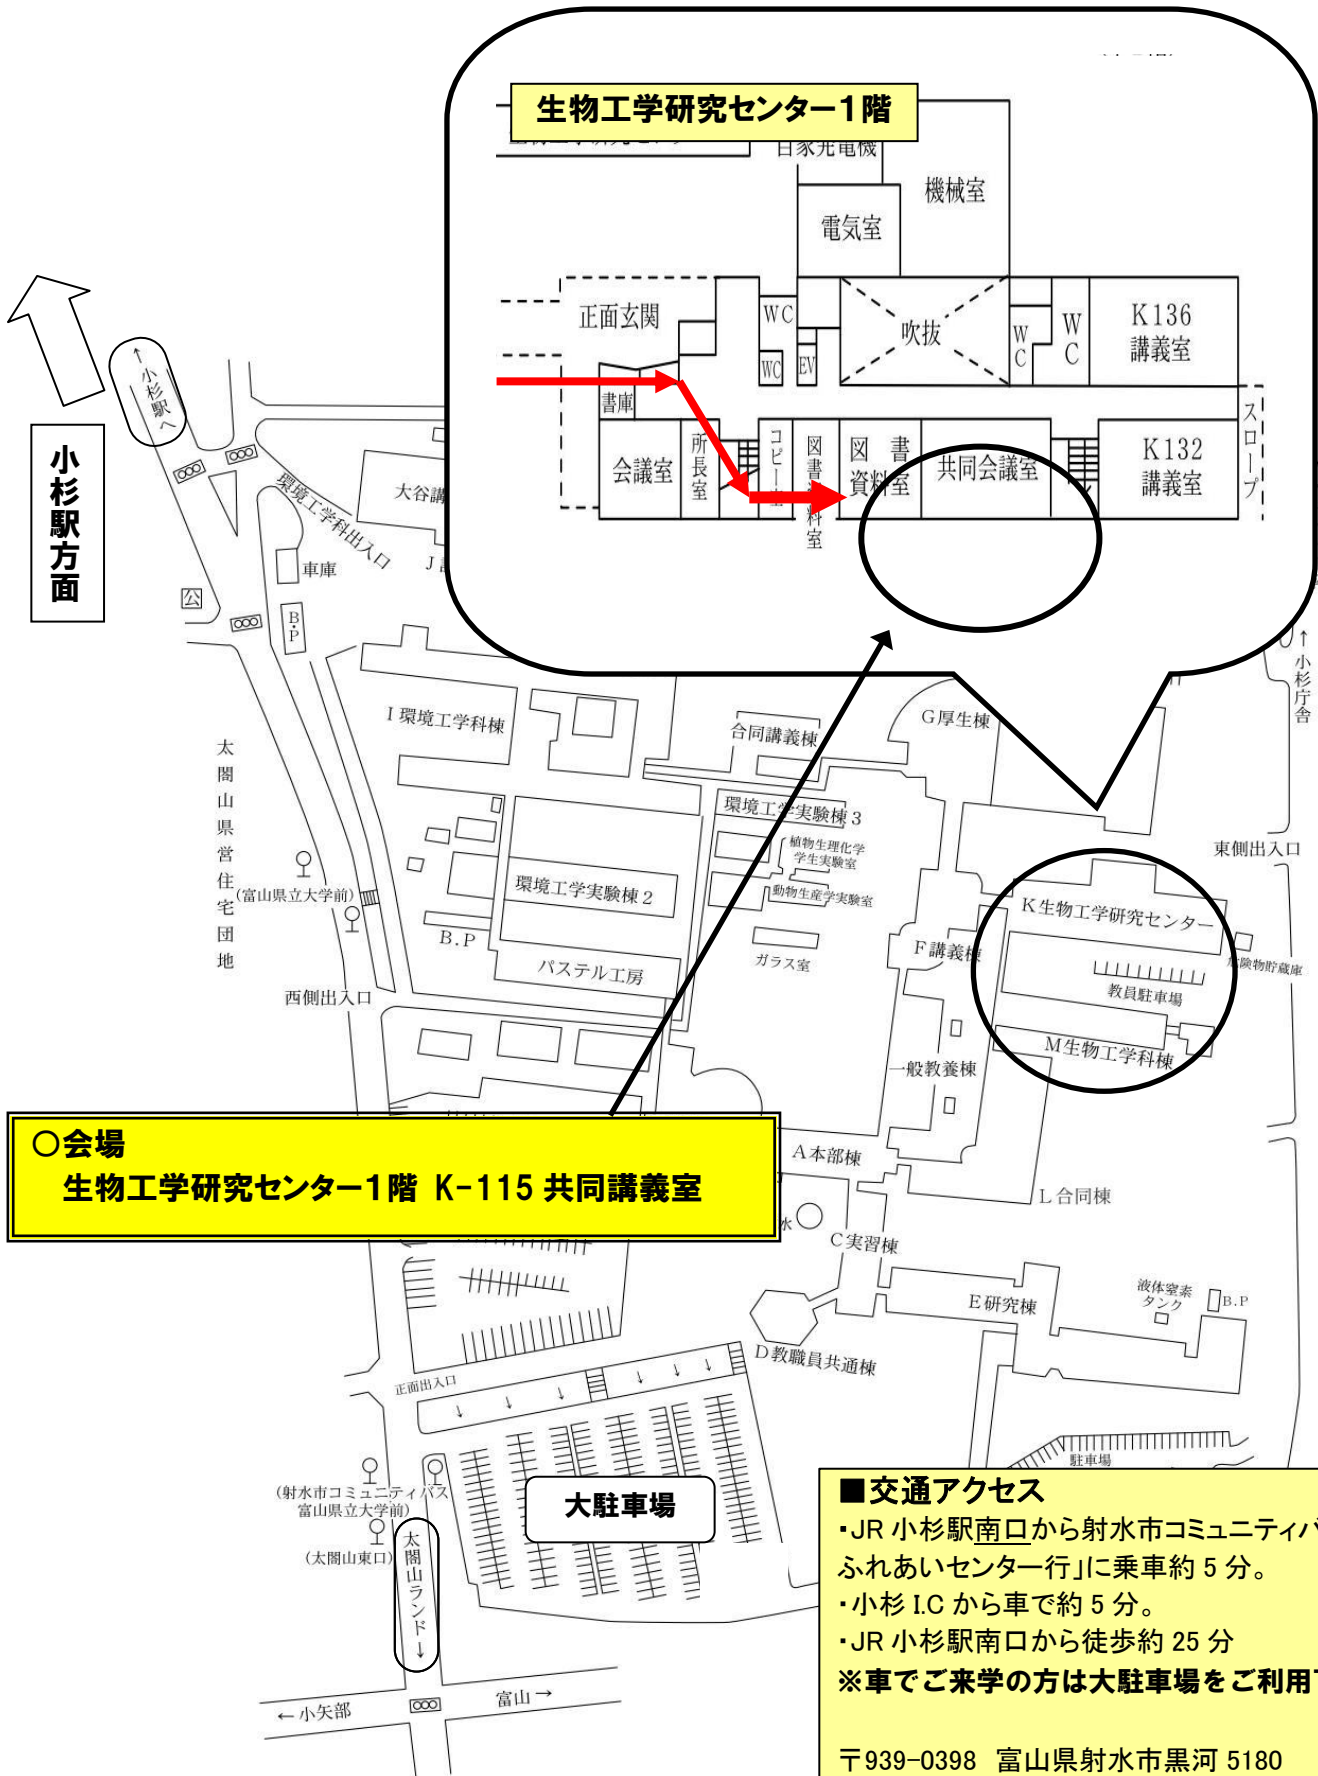 生物工学研究センター1階
自家発電機
機械室
電気室
正面玄関
WC
WC
EV
吹抜
WC
WC
K136
講義室
書庫
会議室
所長室
コピー室
図書資料室
図書
資料室
共同会議室
K132
講義室
スロープ
小杉駅方面
↑小杉駅へ
環境工学科出入口
大谷講
車庫
公
B.P
↑小杉庁舎
I 環境工学科棟
合同講義棟
G厚生棟
太閤山県営住宅団地
環境工学実験棟3
植物生理化学
学生実験室
動物生産学実験室
東側出入口
(富山県立大学前)
環境工学実験棟2
K生物工学研究センター
B.P
ガラス室
F講義棟
危険物貯蔵庫
パステル工房
教員駐車場
西側出入口
M生物工学科棟
一般教養棟
○会場
生物工学研究センター1階 K-115 共同講義室
A本部棟
L合同棟
水
C実習棟
液体窒素
タンク
B.P
E研究棟
D教職員共通棟
正面出入口
駐車場
(射水市コミュニティバス
富山県立大学前)
(太閤山東口)
太閤山ランド↓
大駐車場
←小矢部
富山→
■交通アクセス
・JR 小杉駅南口から射水市コミュニティバ
ふれあいセンター行」に乗車約 5 分。
・小杉 I.C から車で約 5 分。
・JR 小杉駅南口から徒歩約 25 分
※車でご来学の方は大駐車場をご利用
〒939-0398 富山県射水市黒河 5180